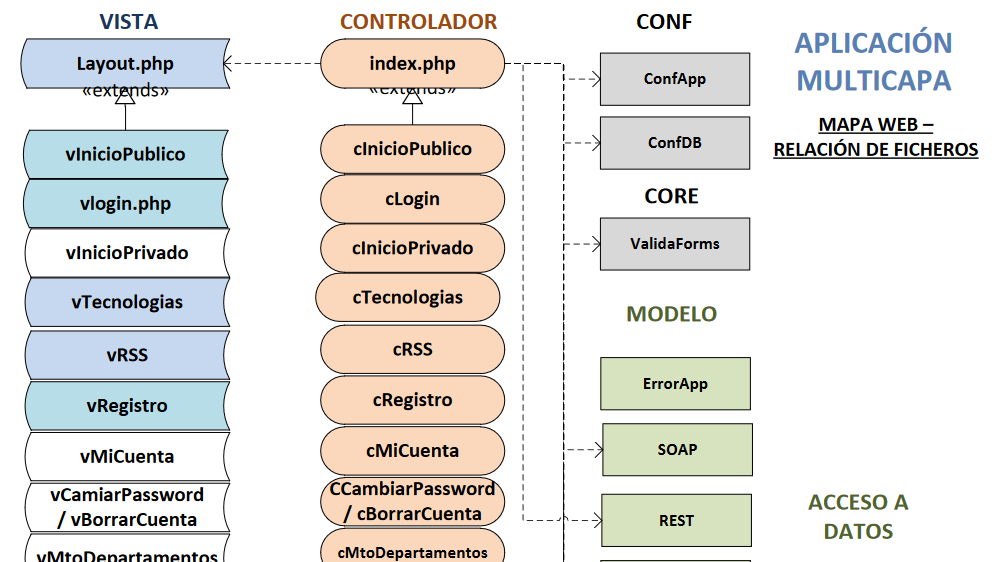 VISTA
Layout.php
«extends»
vInicioPublico
vlogin.php
vInicioPrivado
vTecnologias
vRSS
vRegistro
vMiCuenta
vCamiarPassword
/ vBorrarCuenta
vMtoDepartamentos
CONTROLADOR
index.php
«extends»
cInicioPublico
cLogin
cInicioPrivado
cTecnologias
cRSS
cRegistro
cMiCuenta
CCambiarPassword
/ cBorrarCuenta
cMtoDepartamentos
CONF
ConfApp
ConfDB
CORE
ValidaForms
MODELO
ErrorApp
SOAP
REST
APLICACIÓN
MULTICAPA
MAPA WEB –
RELACIÓN DE FICHEROS
ACCESO A
DATOS